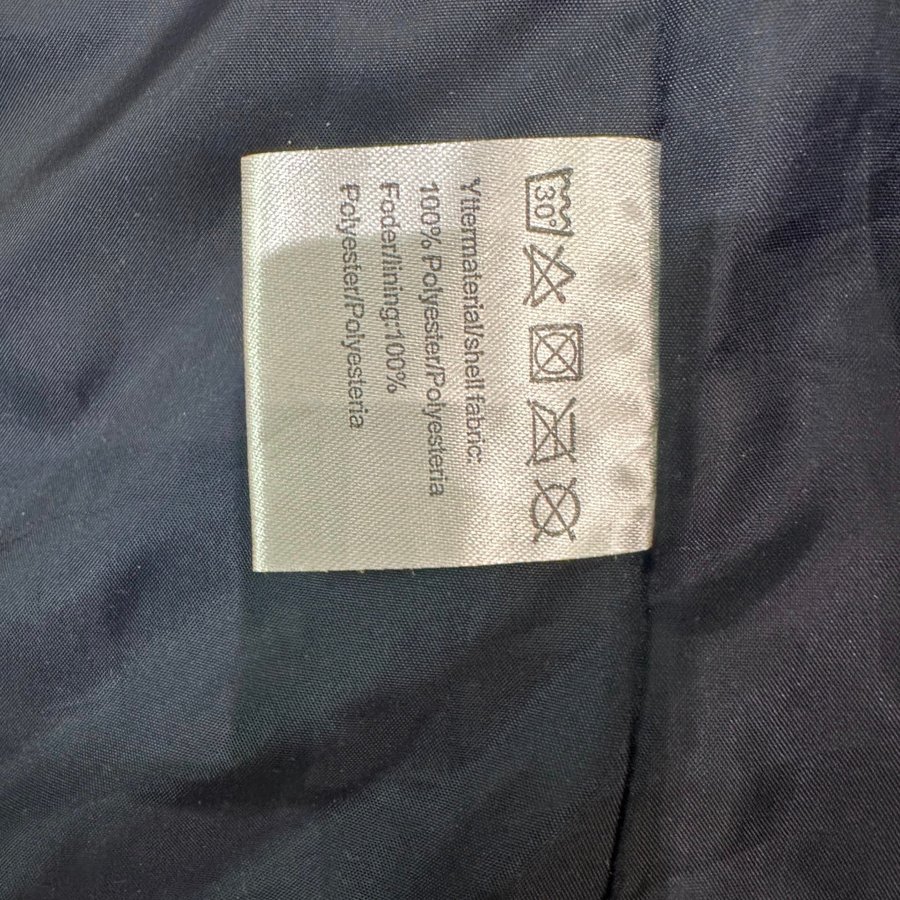 30°
Yttermaterial/shell fabric:
100% Polyester/Polyesteria
Foder/lining:100%
Polyester/Polyesteria